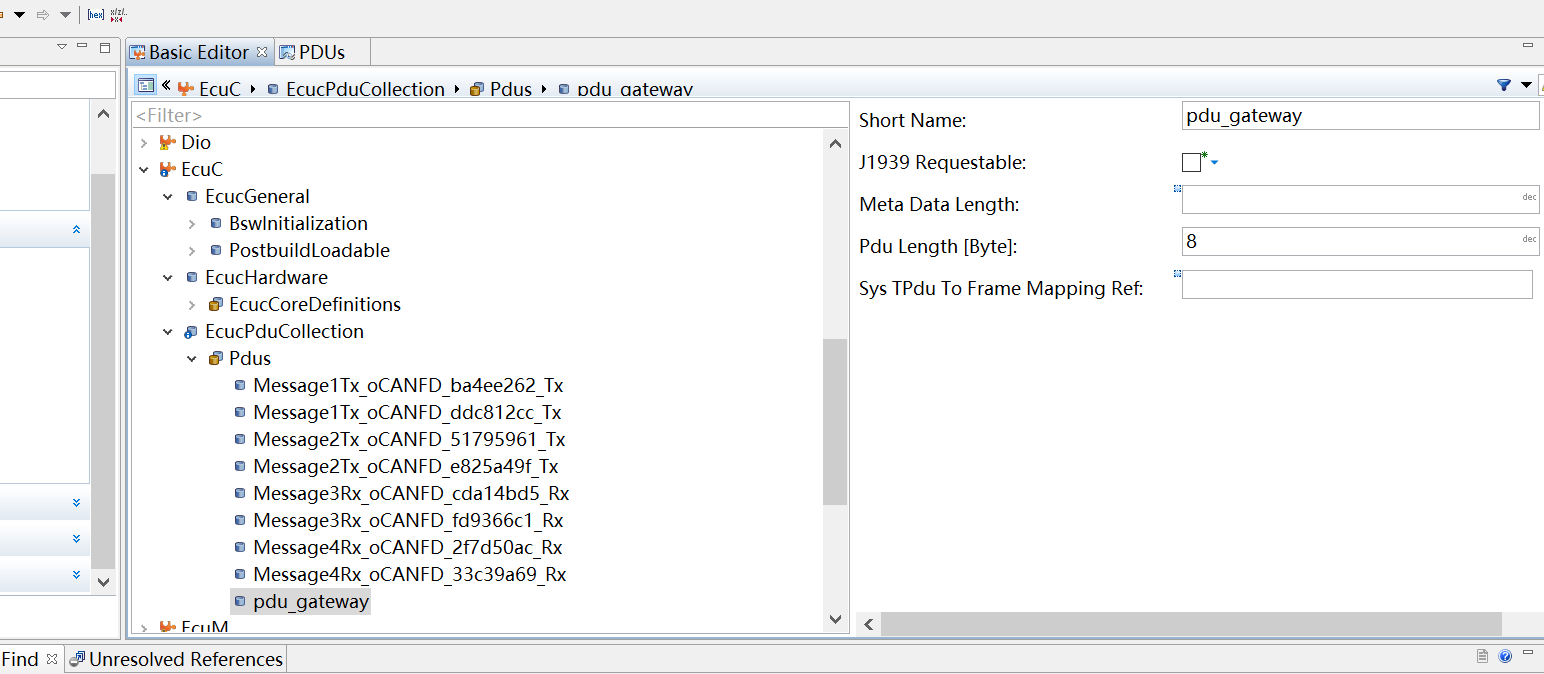 [hex]
Basic Editor
PDUs
« EcuC EcucPduCollection Pdus pdu_gateway
<Filter>
Dio
EcuC
EcucGeneral
BswInitialization
PostbuildLoadable
EcucHardware
EcucCoreDefinitions
EcucPduCollection
Pdus
Message1Tx_oCANFD_ba4ee262_Tx
Message1Tx_oCANFD_ddc812cc_Tx
Message2Tx_oCANFD_51795961_Tx
Message2Tx_oCANFD_e825a49f_Tx
Message3Rx_oCANFD_cda14bd5_Rx
Message3Rx_oCANFD_fd9366c1_Rx
Message4Rx_oCANFD_2f7d50ac_Rx
Message4Rx_oCANFD_33c39a69_Rx
pdu_gateway
EcuM
Short Name: pdu_gateway
J1939 Requestable:
Meta Data Length: dec
Pdu Length [Byte]: 8 dec
Sys TPdu To Frame Mapping Ref:
Find
Unresolved References